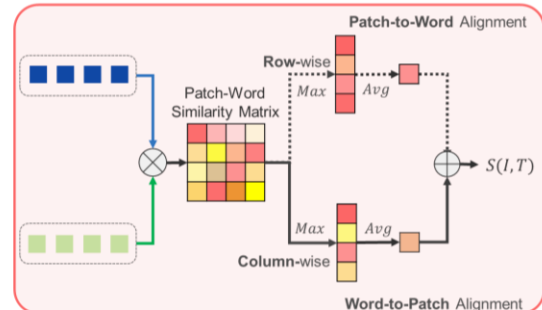 Patch-to-Word Alignment
Row-wise
Max
Avg
Patch-Word
Similarity Matrix
S(I,T)
Max
Avg
Column-wise
Word-to-Patch Alignment